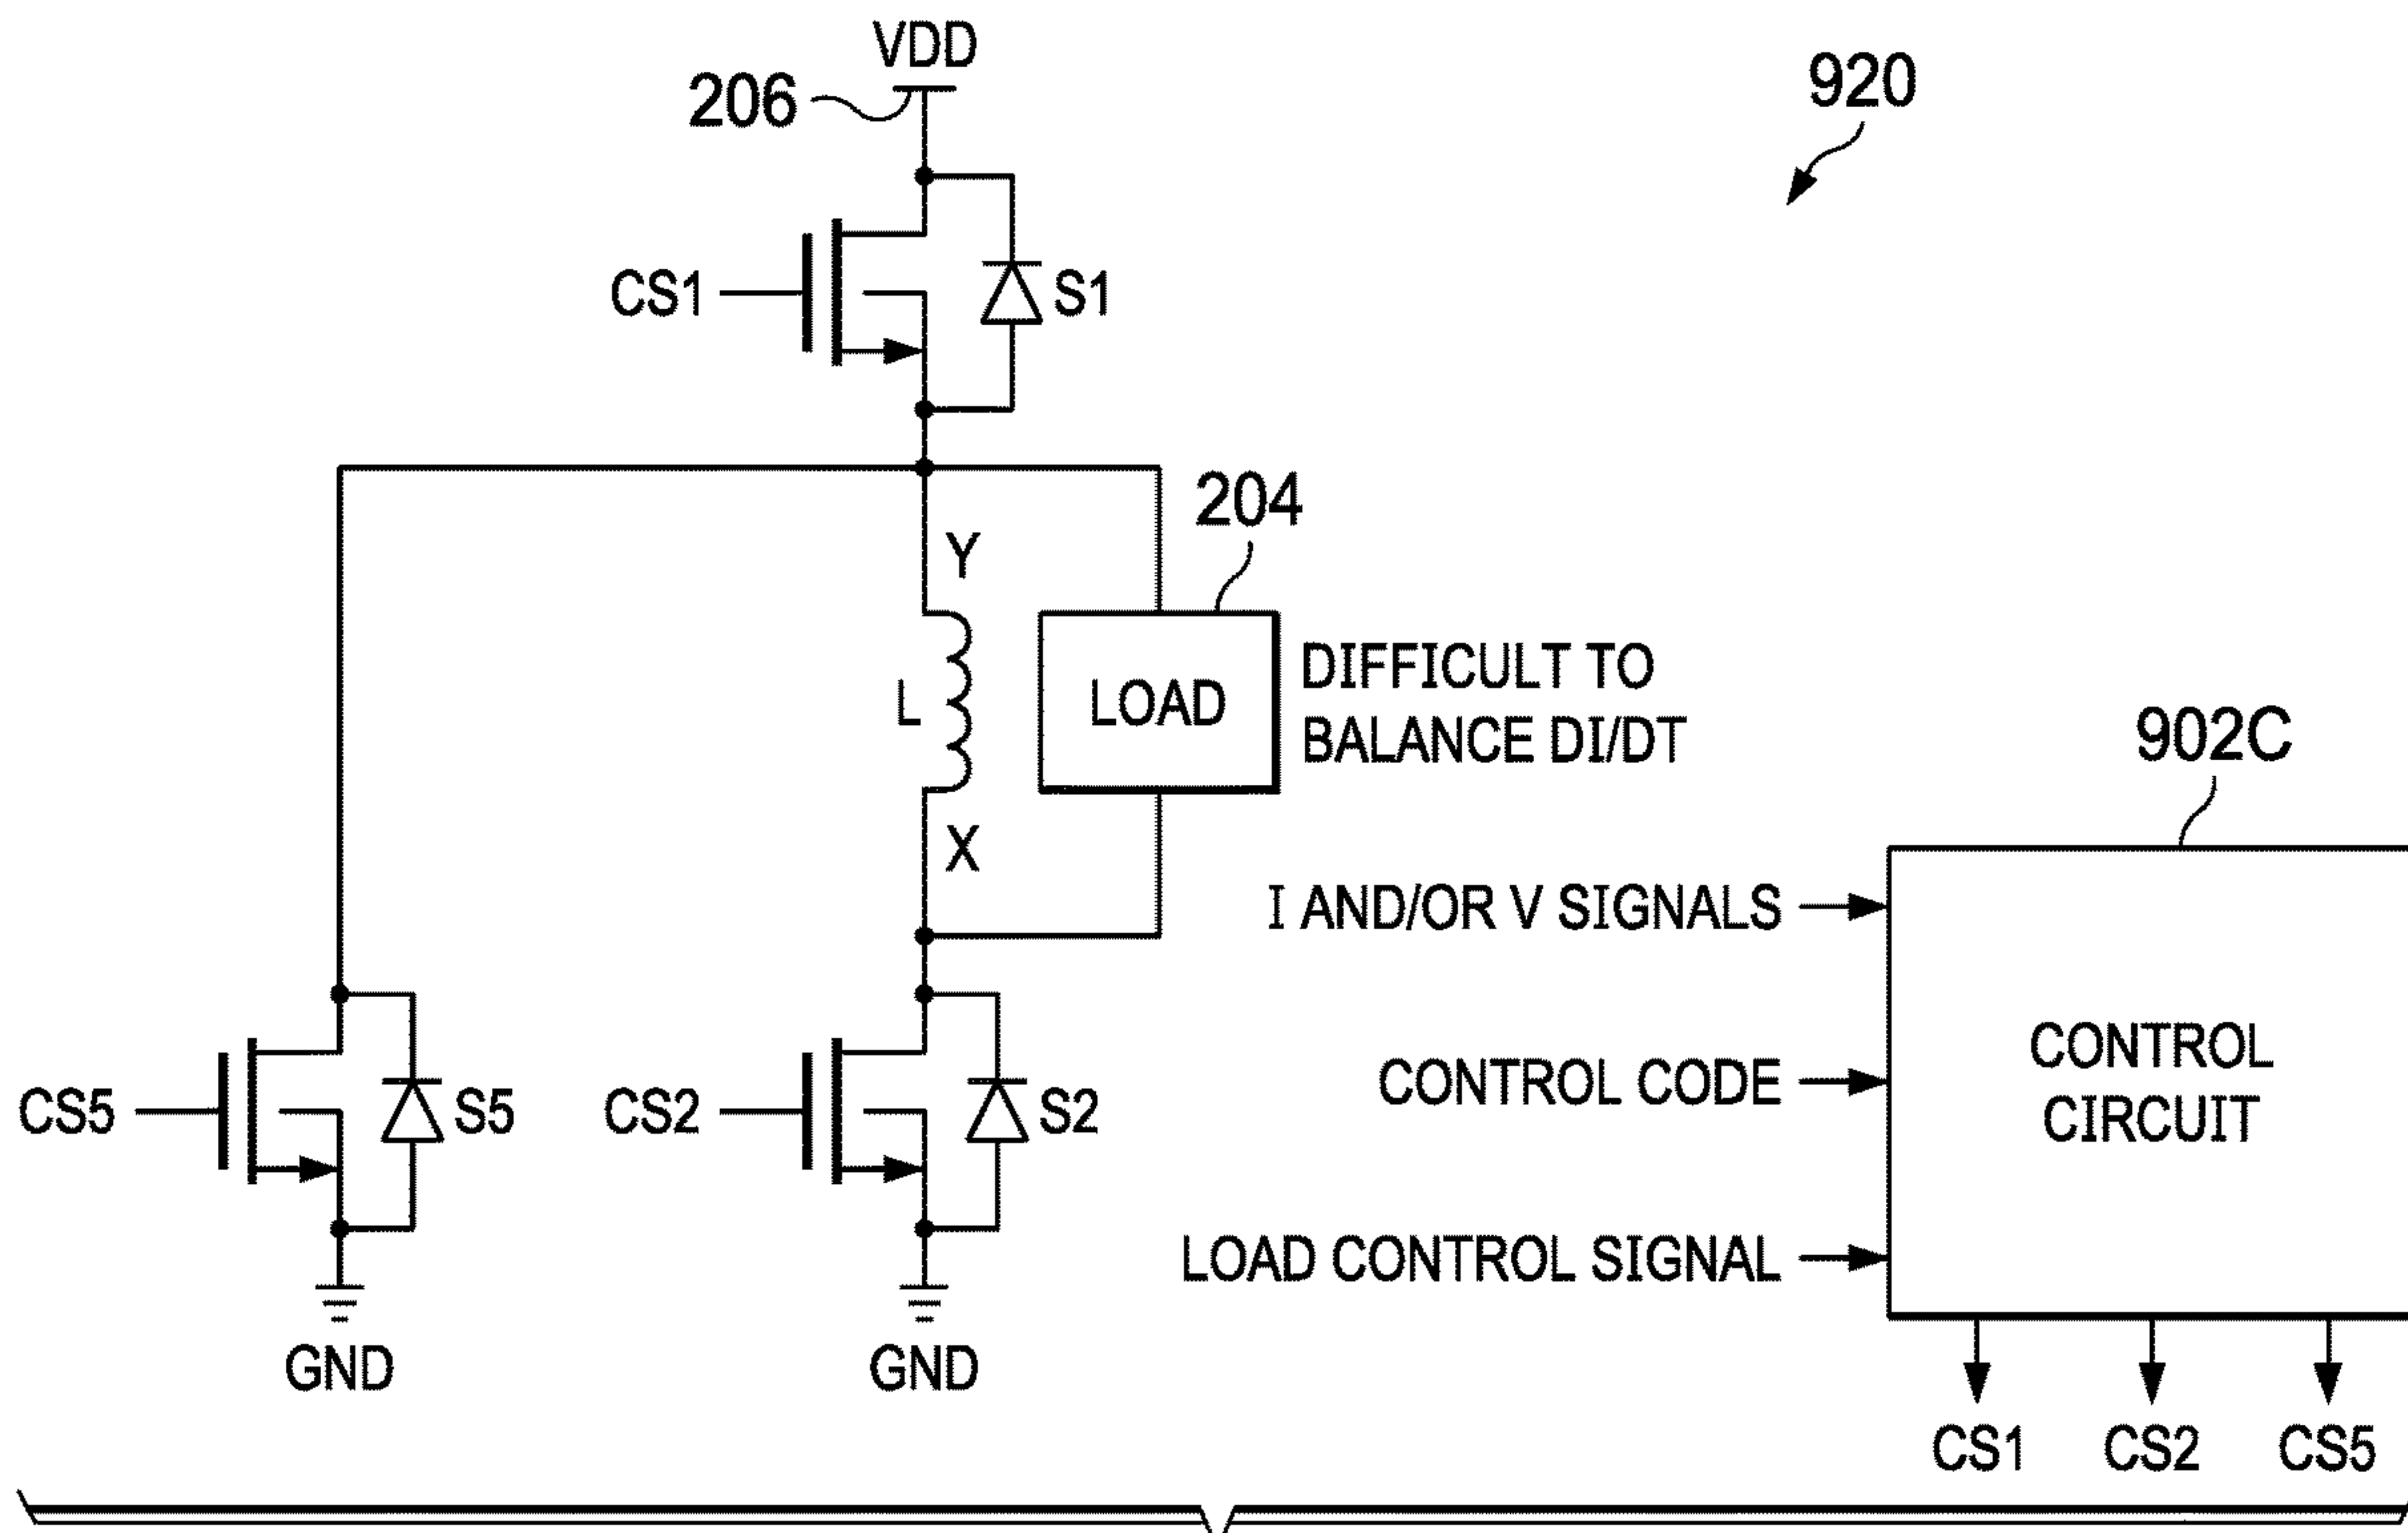 VDD
206
920
CS1
S1
204
Y
L
LOAD
DIFFICULT TO
BALANCE DI/DT
902C
X
I AND/OR V SIGNALS
CONTROL
CIRCUIT
CONTROL CODE
CS5
S5
CS2
S2
LOAD CONTROL SIGNAL
GND
GND
CS1
CS2
CS5